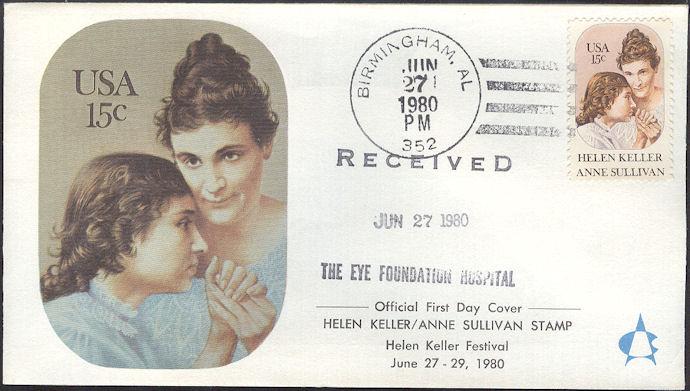 USA
15c
BIRMINGHAM, AL
JUN
27
1980
PM
352
USA
15c
HELEN KELLER
ANNE SULLIVAN
RECEIVED
JUN 27 1980
THE EYE FOUNDATION HOSPITAL
Official First Day Cover
HELEN KELLER/ANNE SULLIVAN STAMP
Helen Keller Festival
June 27 - 29, 1980